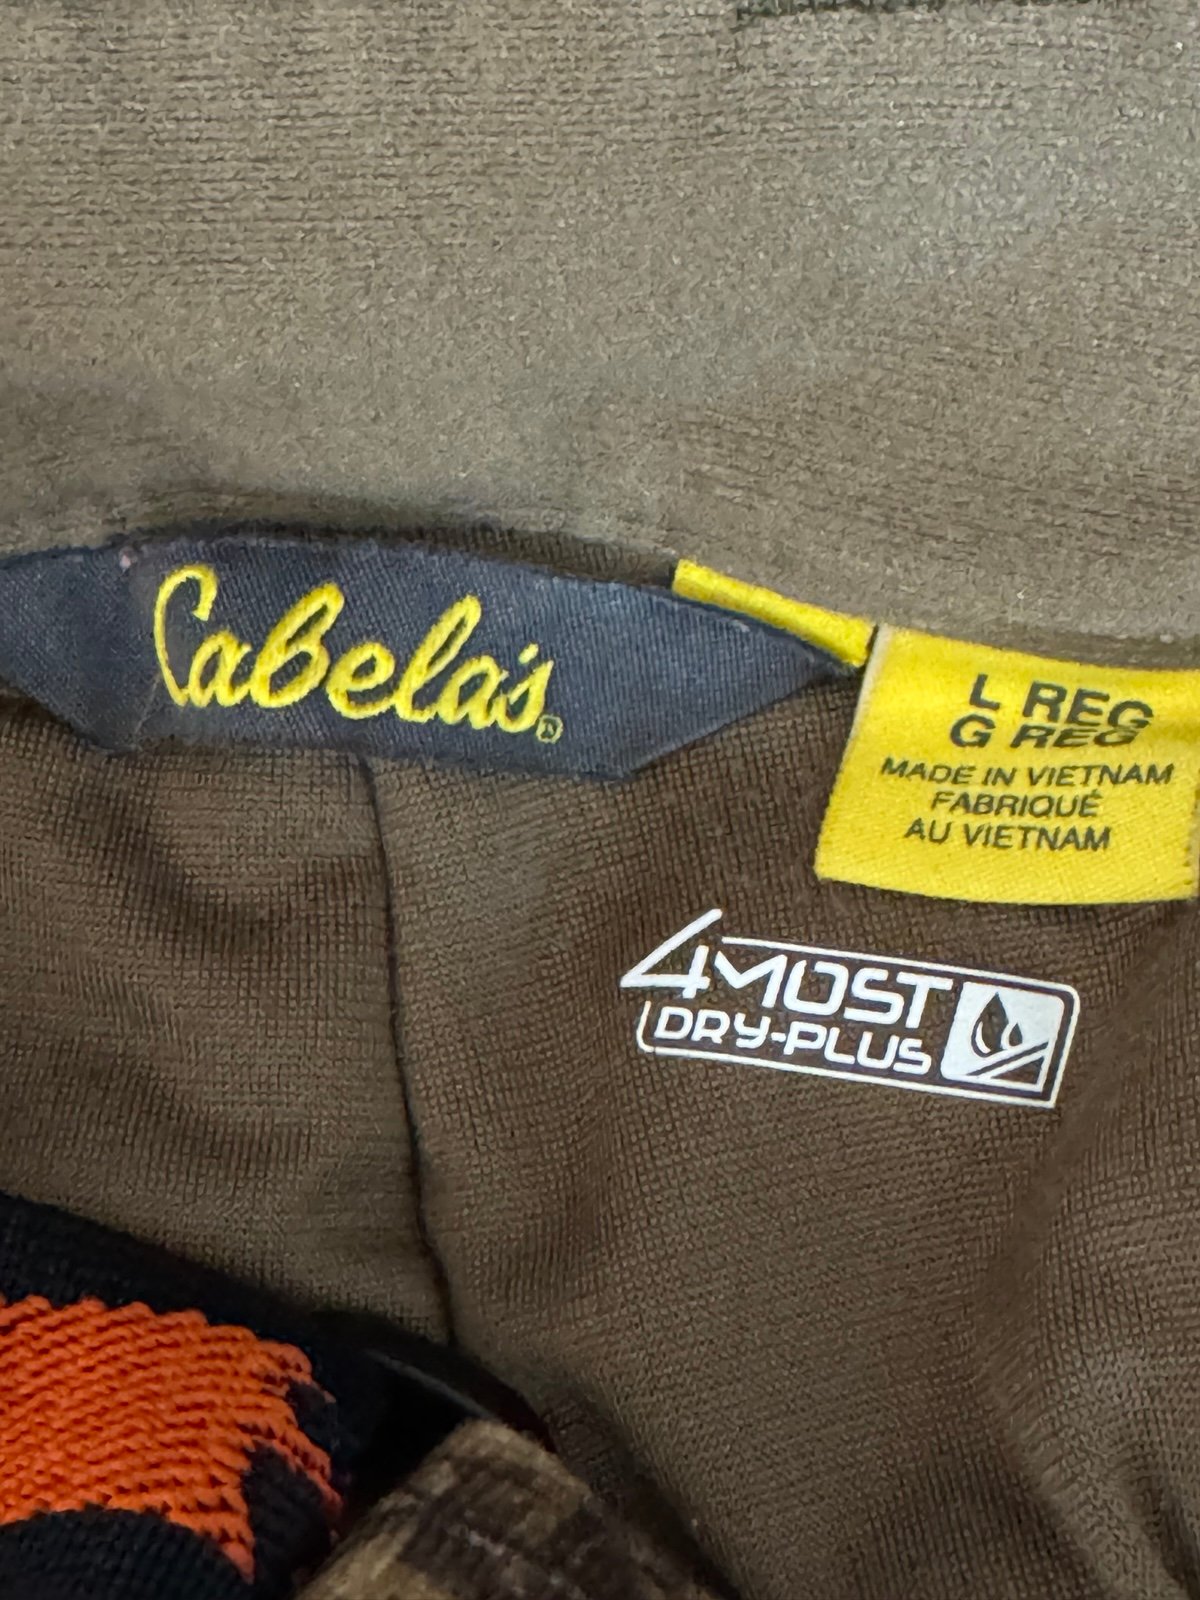 Cabela's®
L REG
G REG
MADE IN VIETNAM
FABRIQUÉ
AU VIETNAM
4MOST
DRY-PLUS